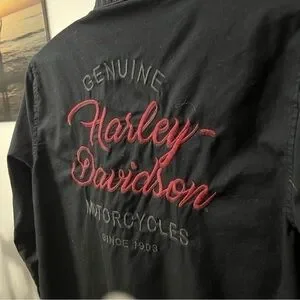 GENUINE
Harley-
Davidson
MOTORCYCLES
SINCE 1903